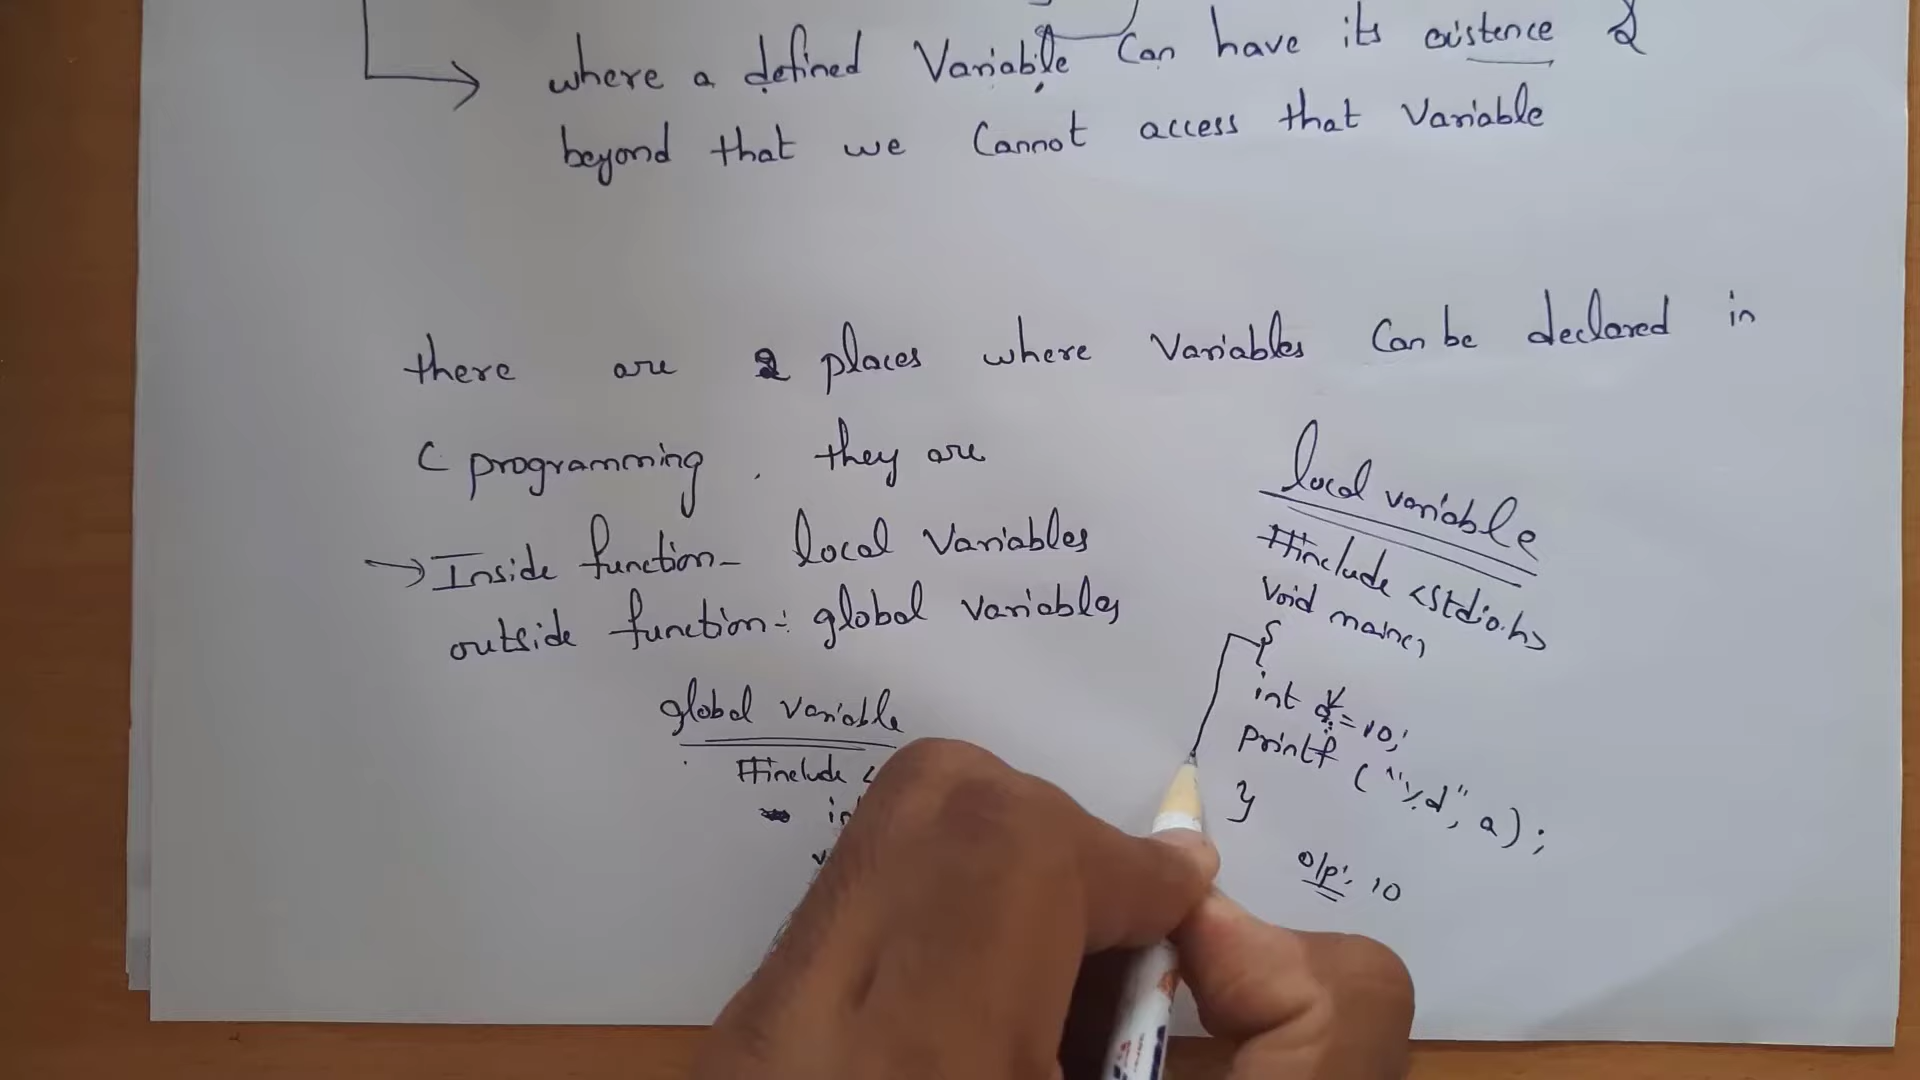 where a defined Variable Can have its existence &
beyond that we Cannot access that Variable
there are 2 places where Variables Can be declared in
C programming. they are
→ Inside function- local Variables
outside function:- global variables
global variable
#include <
int
v
local variable
#include <stdio.h>
Void main()
{
int a=10;
Printf ("%d", a);
}
o/p:- 10